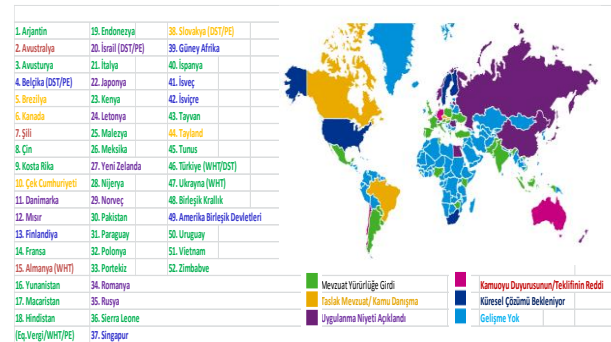 1. Arjantin
2. Avustralya
3. Avusturya
4. Belçika (DST/PE)
5. Brezilya
6. Kanada
7. Şili
8. Çin
9. Kosta Rika
10. Çek Cumhuriyeti
11. Danimarka
12. Mısır
13. Finlandiya
14. Fransa
15. Almanya (WHT)
16. Yunanistan
17. Macaristan
18. Hindistan
(Eq.Vergi/WHT/PE)
19. Endonezya
20. İsrail (DST/PE)
21. İtalya
22. Japonya
23. Kenya
24. Letonya
25. Malezya
26. Meksika
27. Yeni Zelanda
28. Nijerya
29. Norveç
30. Pakistan
31. Paraguay
32. Polonya
33. Portekiz
34. Romanya
35. Rusya
36. Sierra Leone
37. Singapur
38. Slovakya (DST/PE)
39. Güney Afrika
40. İspanya
41. İsveç
42. İsviçre
43. Tayvan
44. Tayland
45. Tunus
46. Türkiye (WHT/DST)
47. Ukrayna (WHT)
48. Birleşik Krallık
49. Amerika Birleşik Devletleri
50. Uruguay
51. Vietnam
52. Zimbabve
Mevzuat Yürürlüğe Girdi
Taslak Mevzuat/ Kamu Danışma
Uygulanma Niyeti Açıklandı
Kamuoyu Duyurusunun/Teklifinin Reddi
Küresel Çözümü Bekleniyor
Gelişme Yok